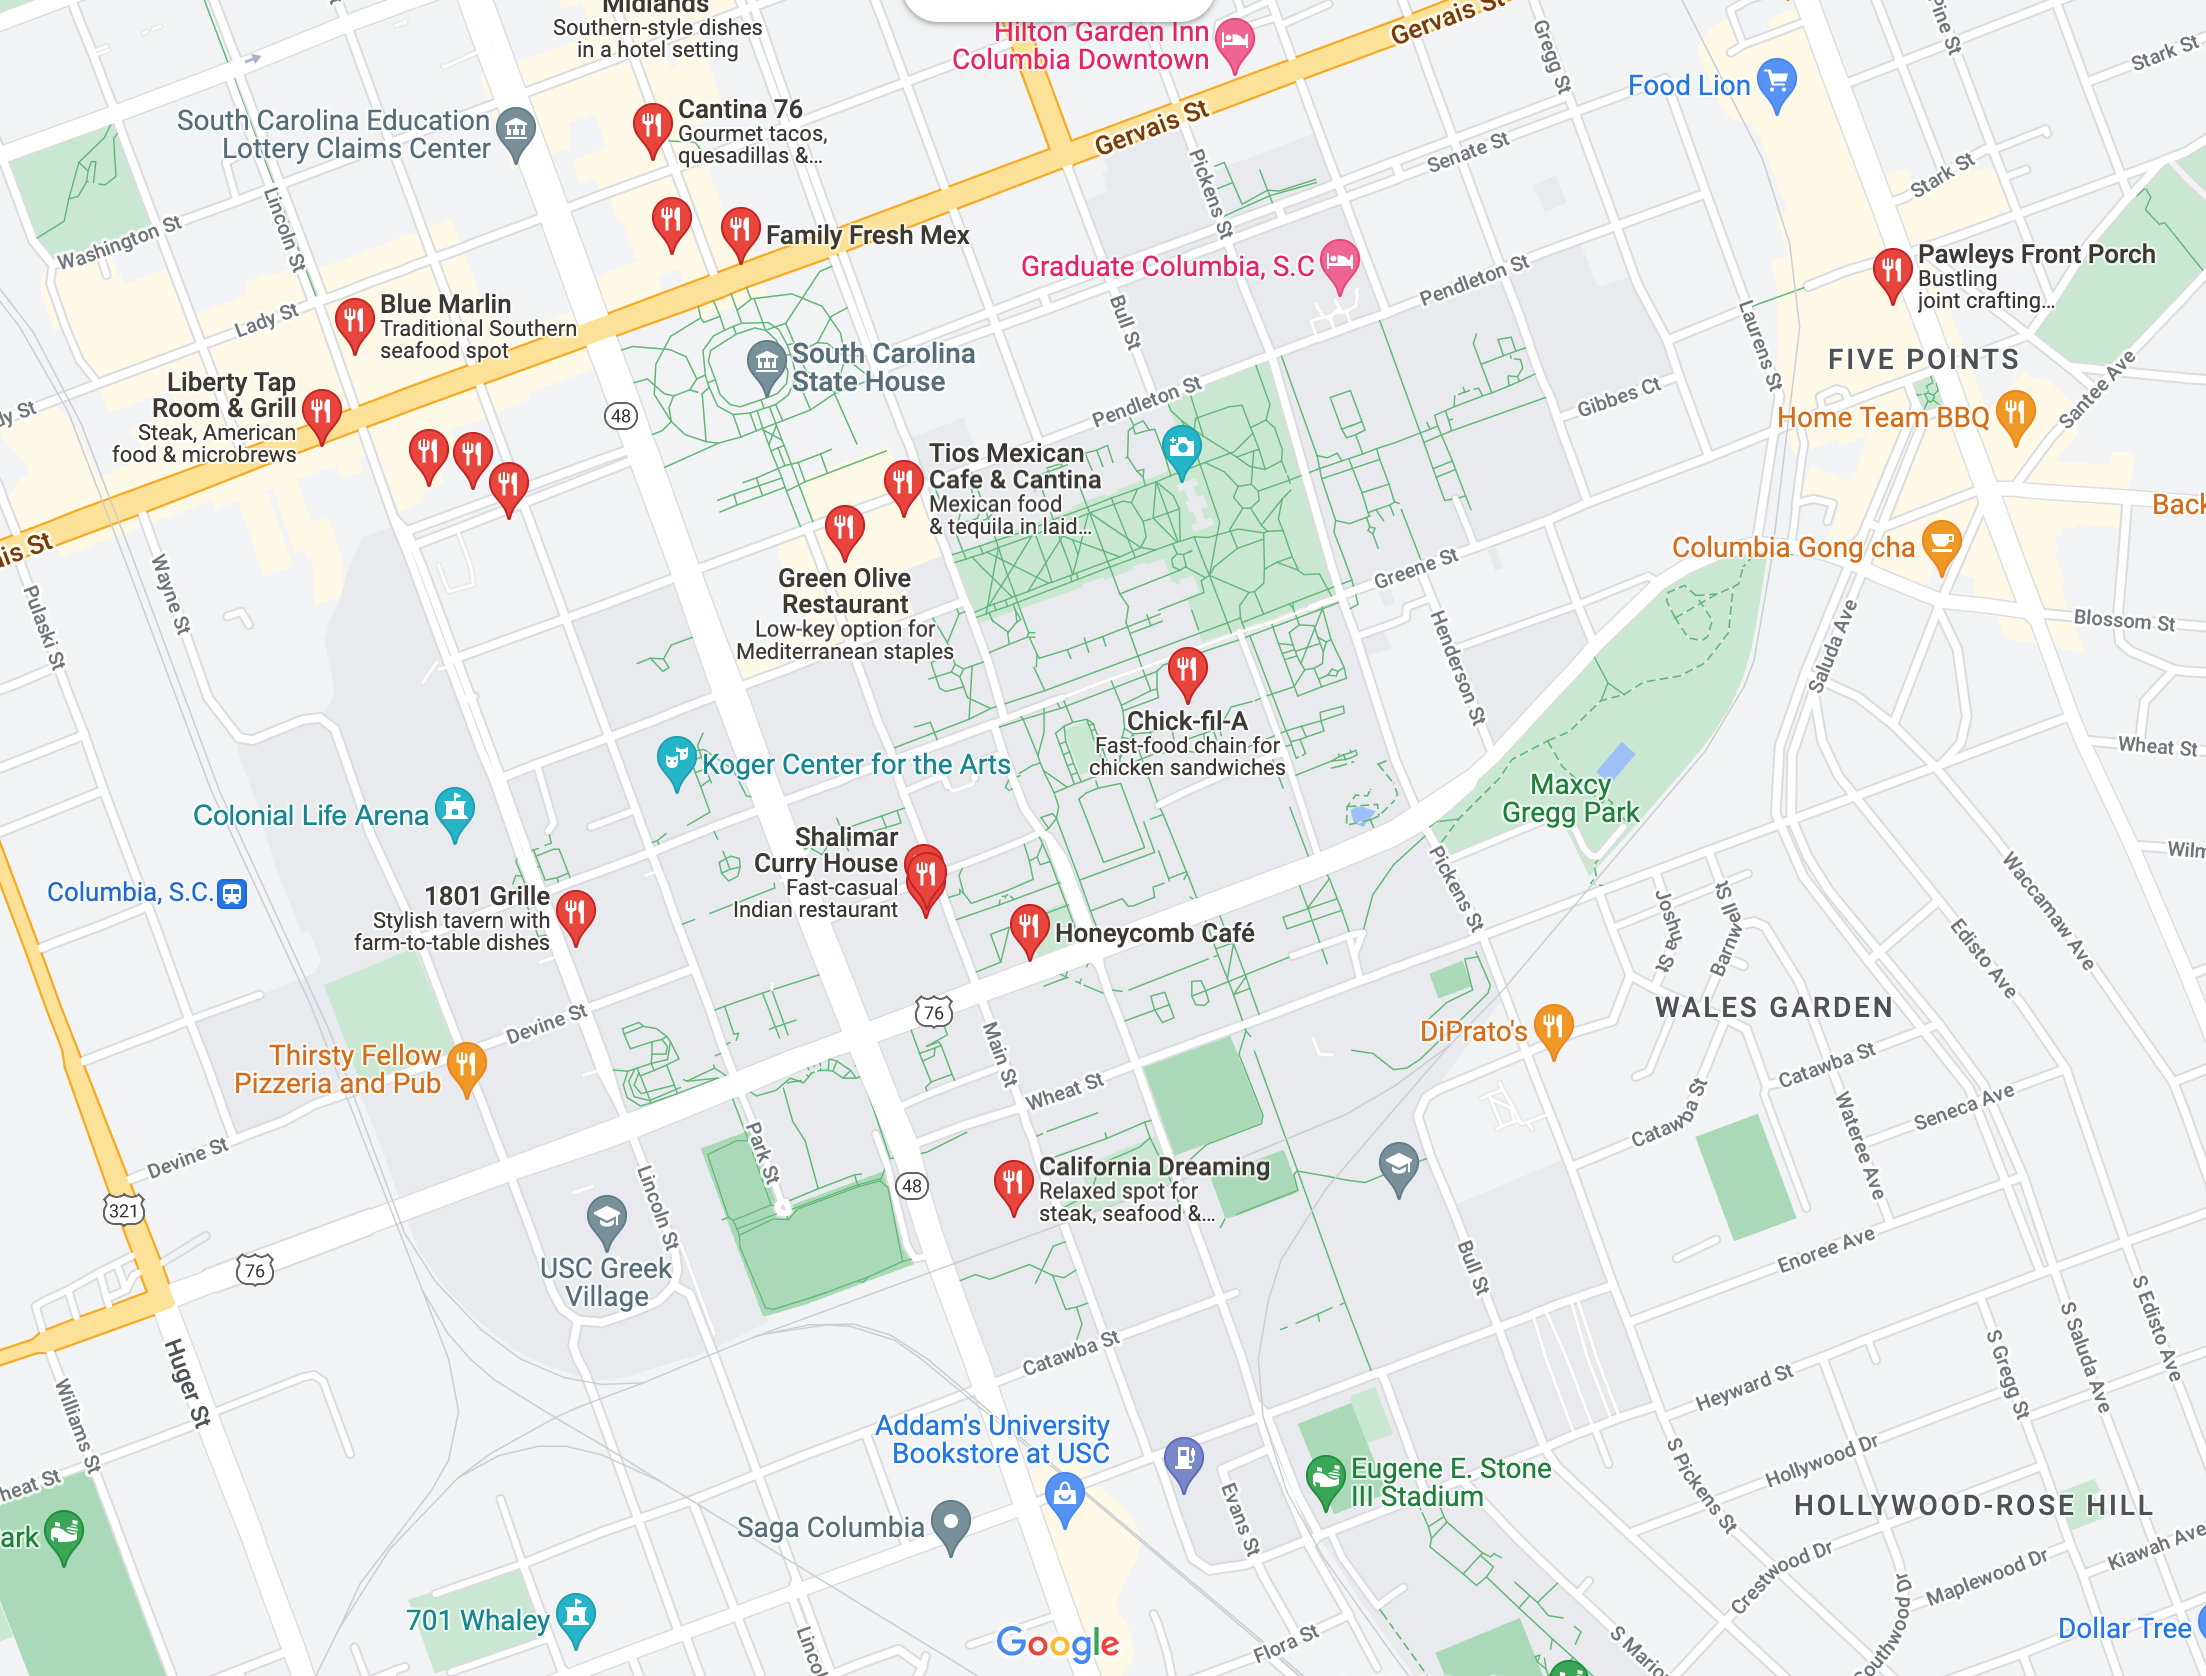 Midlands
Southern-style dishes
in a hotel setting
Hilton Garden Inn
Columbia Downtown
Gervais St
Gregg St
Pine St
Stark St
Food Lion
South Carolina Education
Lottery Claims Center
Cantina 76
Gourmet tacos,
quesadillas &...
Gervais St
Pickens St
Senate St
Stark St
Washington St
Lincoln St
Family Fresh Mex
Graduate Columbia, S.C
Pendleton St
Pawleys Front Porch
Bustling
joint crafting...
Lady St
Blue Marlin
Traditional Southern
seafood spot
Bull St
Laurens St
FIVE POINTS
South Carolina
State House
Liberty Tap
Room & Grill
Steak, American
food & microbrews
dy St
48
Pendleton St
Gibbes Ct
Home Team BBQ
Santee Ave
Tios Mexican
Cafe & Cantina
Mexican food
& tequila in laid...
Back
ais St
Wayne St
Pulaski St
Green Olive
Restaurant
Low-key option for
Mediterranean staples
Greene St
Henderson St
Columbia Gong cha
Blossom St
Saluda Ave
Chick-fil-A
Fast-food chain for
chicken sandwiches
Wheat St
Koger Center for the Arts
Maxcy
Gregg Park
Colonial Life Arena
Shalimar
Curry House
Fast-casual
Indian restaurant
Columbia, S.C.
1801 Grille
Stylish tavern with
farm-to-table dishes
Honeycomb Café
Pickens St
Joshua St
Barnwell St
Wilm
Waccamaw Ave
Edisto Ave
76
Devine St
Main St
WALES GARDEN
DiPrato's
Thirsty Fellow
Pizzeria and Pub
Wheat St
Catawba St
Catawba St
Wateree Ave
Seneca Ave
Devine St
Park St
Lincoln St
48
California Dreaming
Relaxed spot for
steak, seafood &...
321
76
USC Greek
Village
Bull St
Enoree Ave
Huger St
Williams St
Catawba St
Heyward St
S Gregg St
S Saluda Ave
S Edisto Ave
Addam's University
Bookstore at USC
Eugene E. Stone
III Stadium
Evans St
S Pickens St
Hollywood Dr
HOLLYWOOD-ROSE HILL
heat St
ark
Saga Columbia
Crestwood Dr
Maplewood Dr
Kiawah Ave
Southwood Dr
701 Whaley
Lincol
Google
Flora St
S Mario
Dollar Tree